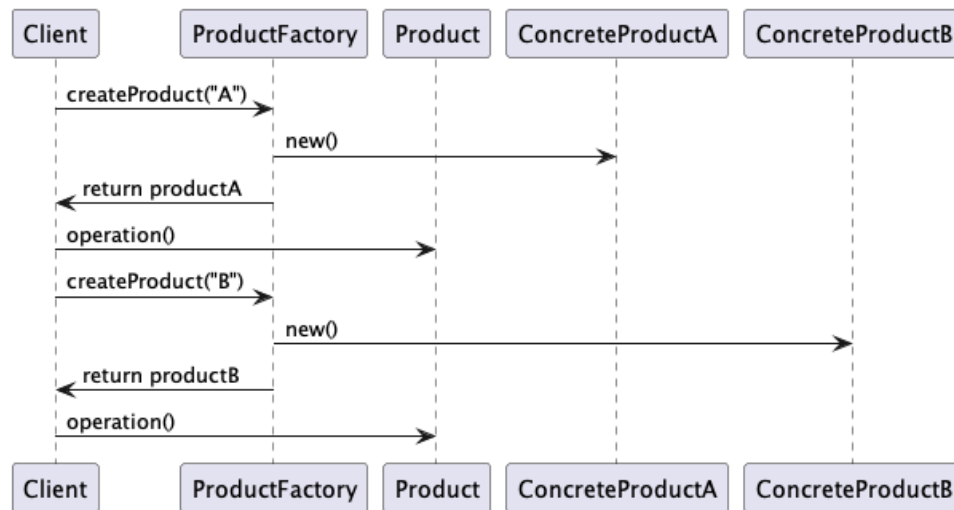 Client ProductFactory Product ConcreteProductA ConcreteProductB
createProduct("A")
new()
return productA
operation()
createProduct("B")
new()
return productB
operation()
Client ProductFactory Product ConcreteProductA ConcreteProductB